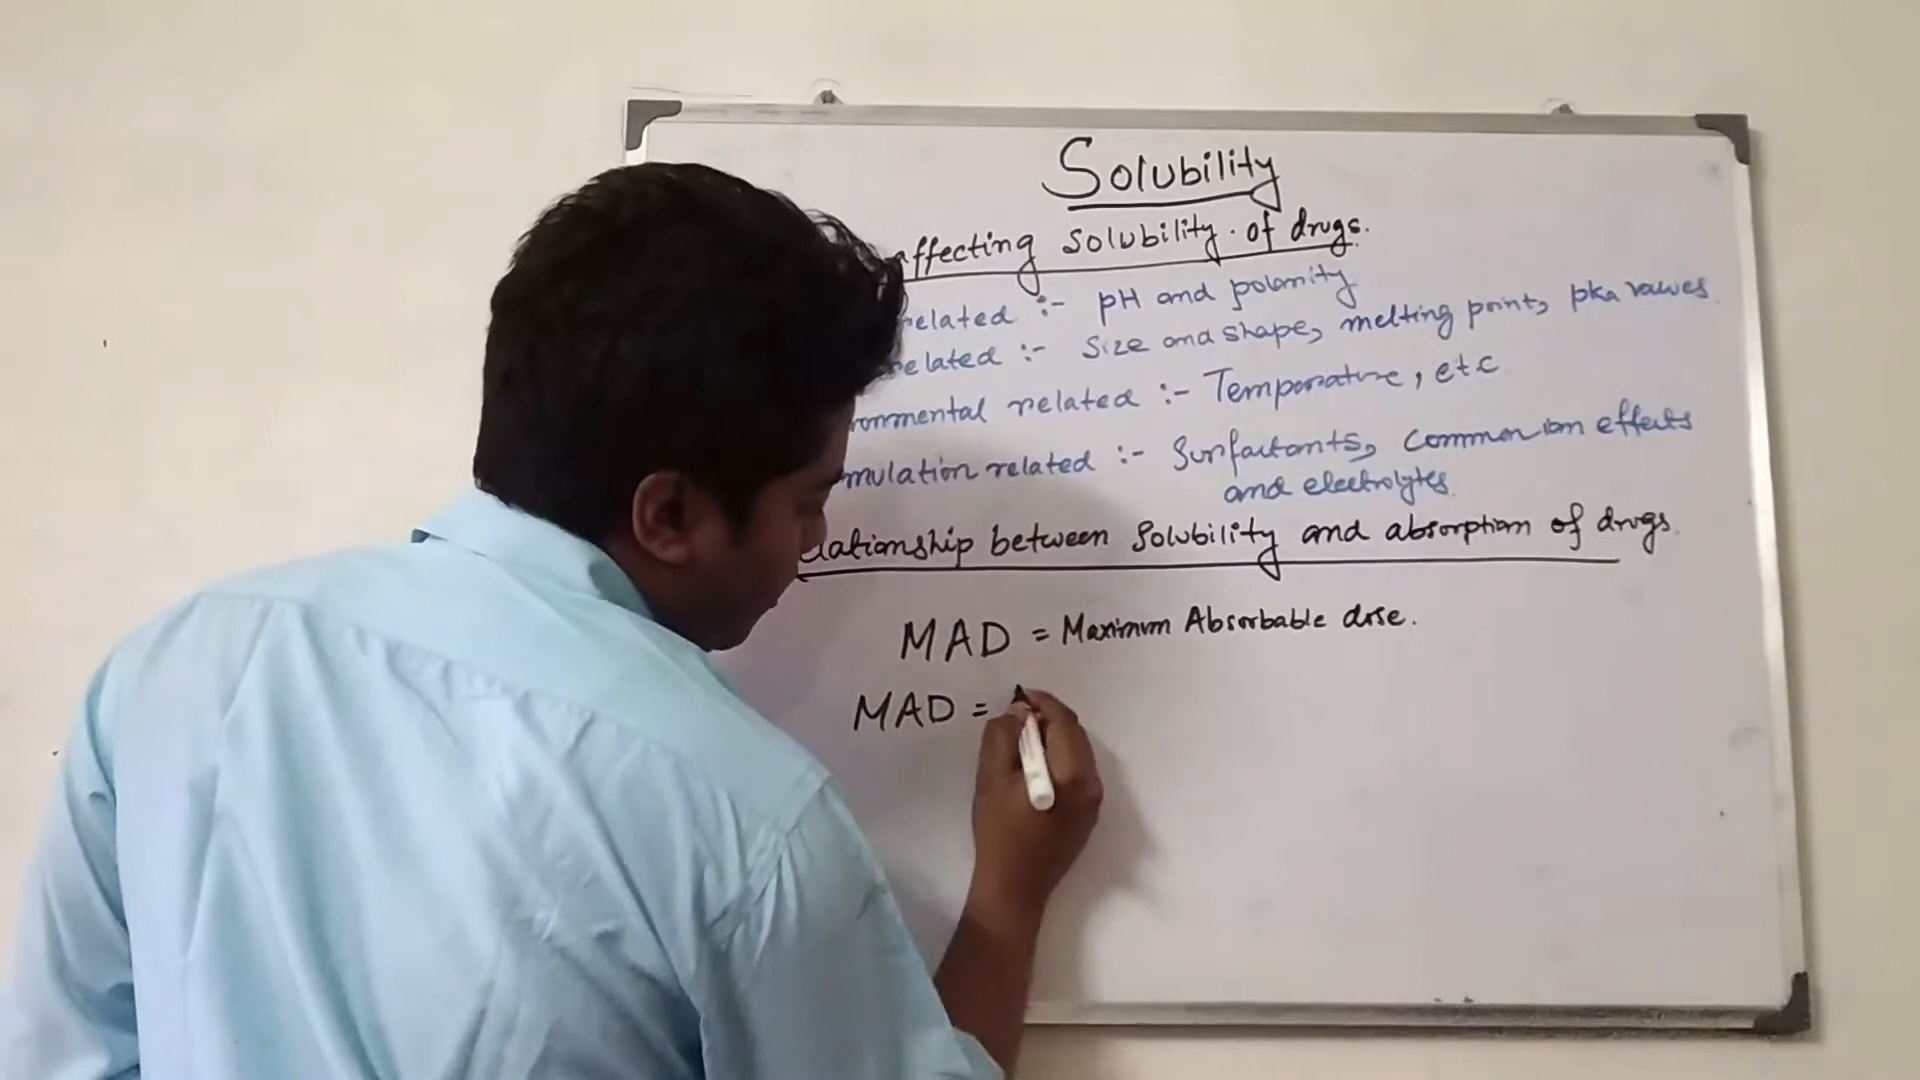 Solubility
affecting solubility of drugs.
related :- pH and polarity
related :- Size and shape, melting point, pka values
ronmental related :- Temperature, etc
mulation related :- Surfactants, common ion effects
and electrolytes.
lationship between Solubility and absorption of drugs.
MAD = Maximum Absorbable dose.
MAD =